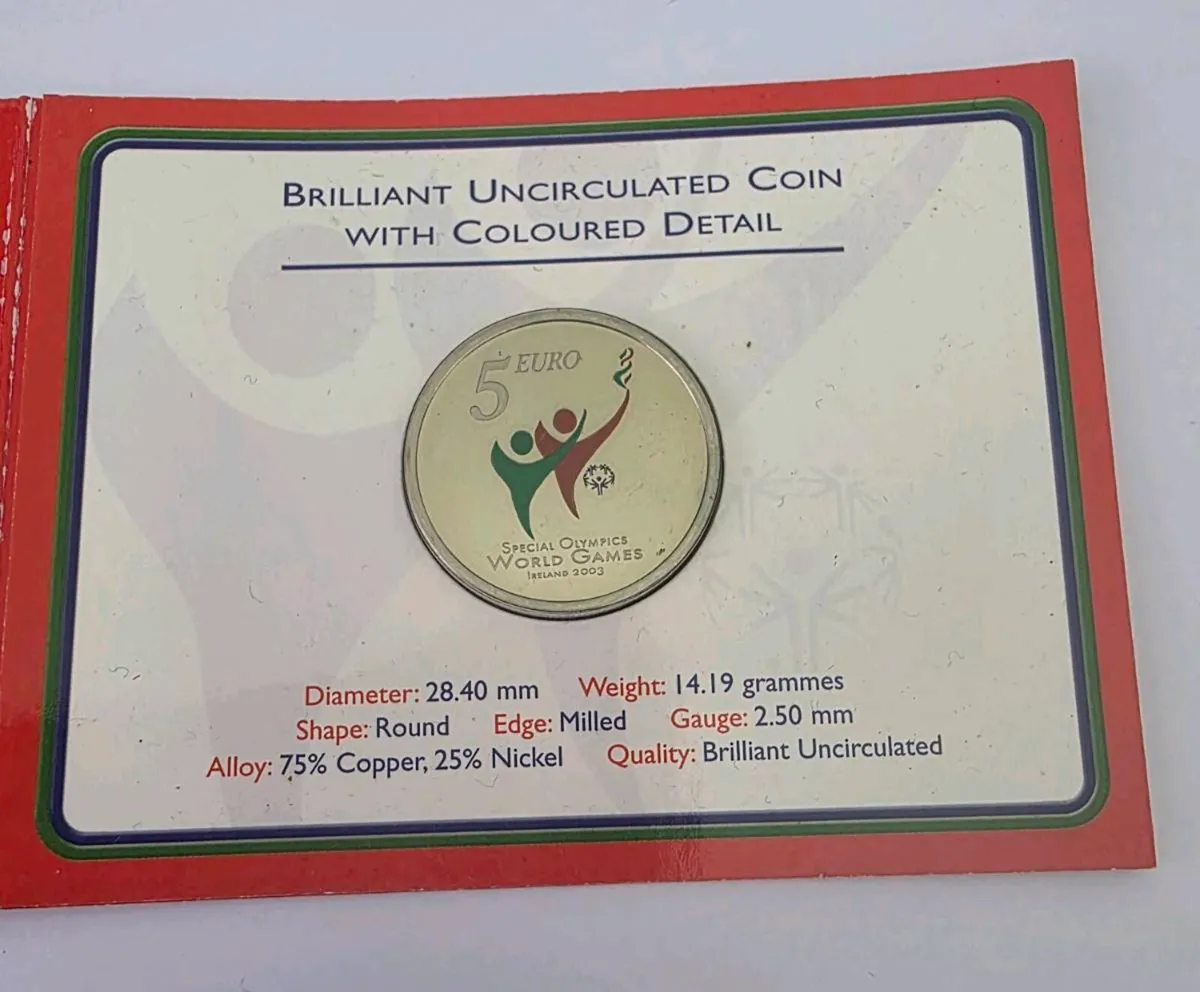 BRILLIANT UNCIRCULATED COIN
WITH COLOURED DETAIL
5 EURO
SPECIAL OLYMPICS
WORLD GAMES
IRELAND 2003
Diameter: 28.40 mm Weight: 14.19 grammes
Shape: Round Edge: Milled Gauge: 2.50 mm
Alloy: 75% Copper, 25% Nickel Quality: Brilliant Uncirculated